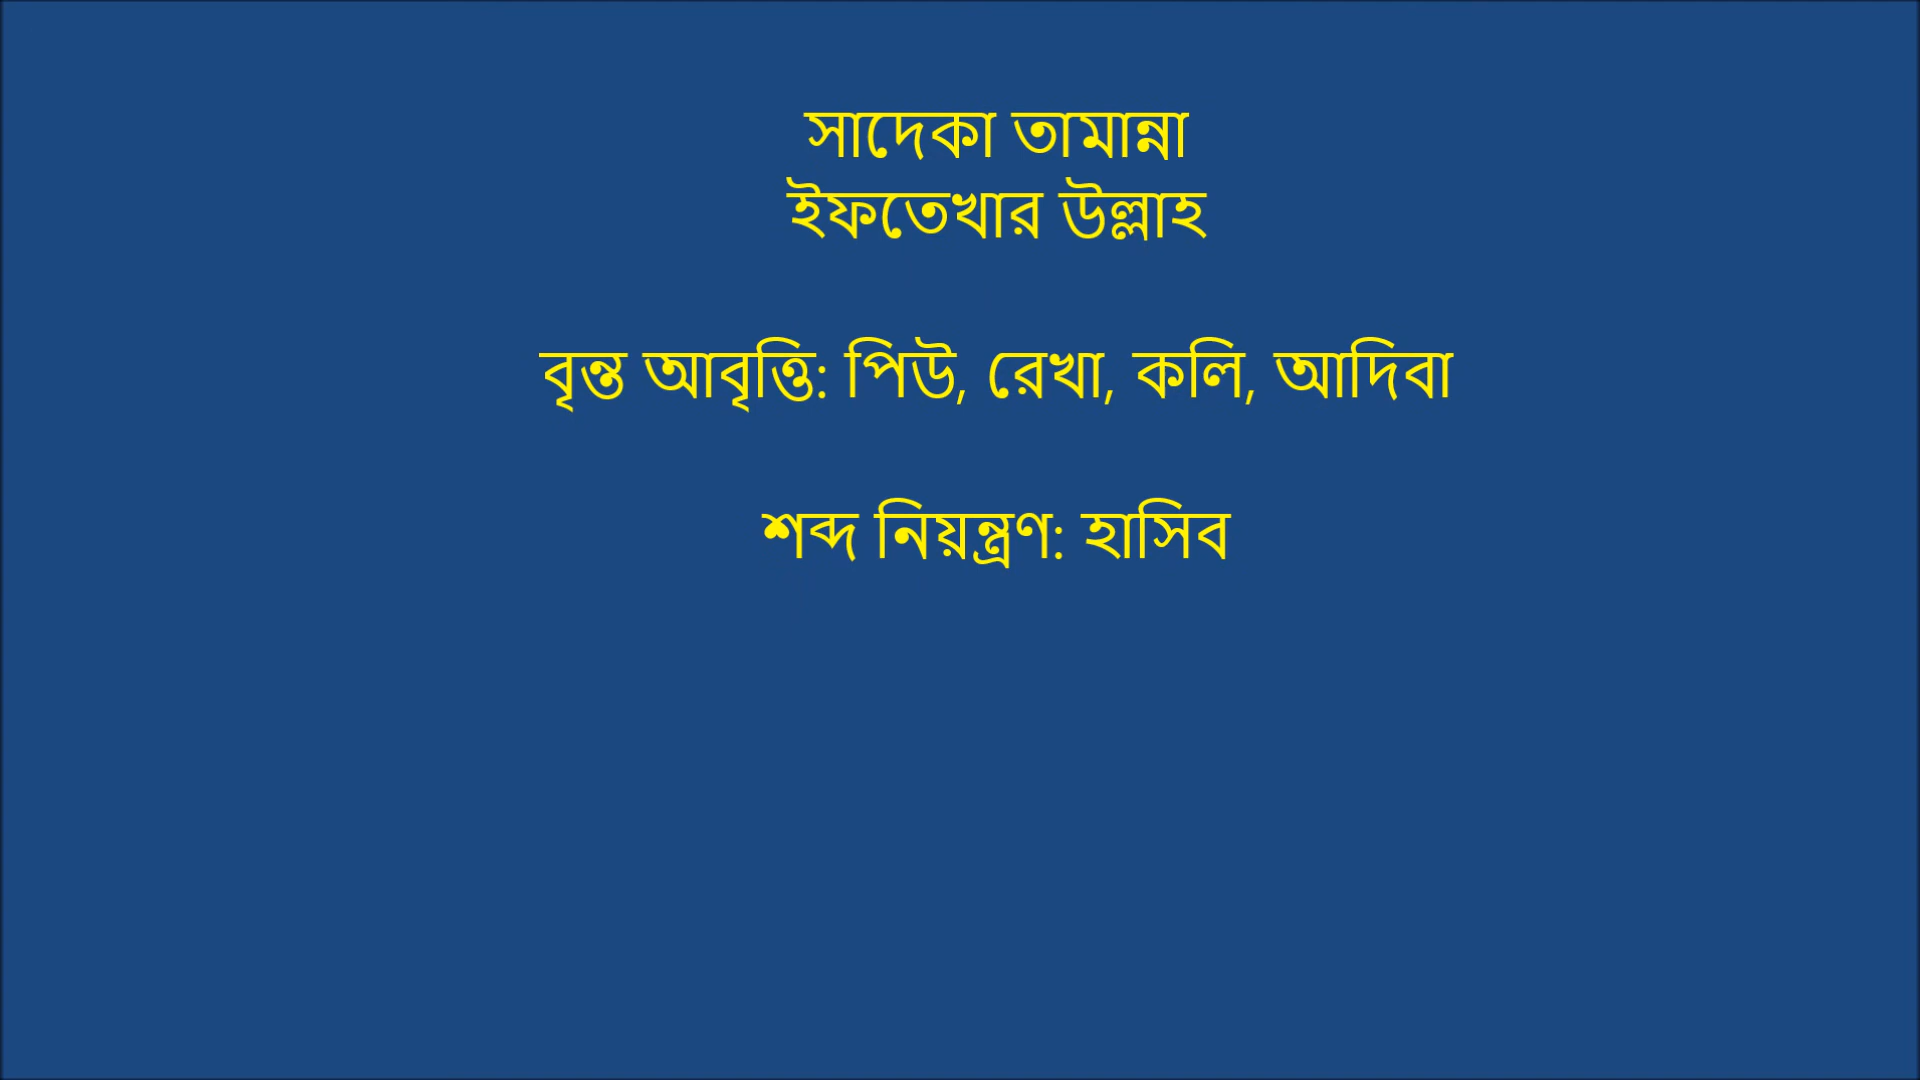 সাদেকা তামান্না
ইফতেখার উল্লাহ
বৃন্ত আবৃত্তি: পিউ, রেখা, কলি, আদিবা
শব্দ নিয়ন্ত্রণ: হাসিব